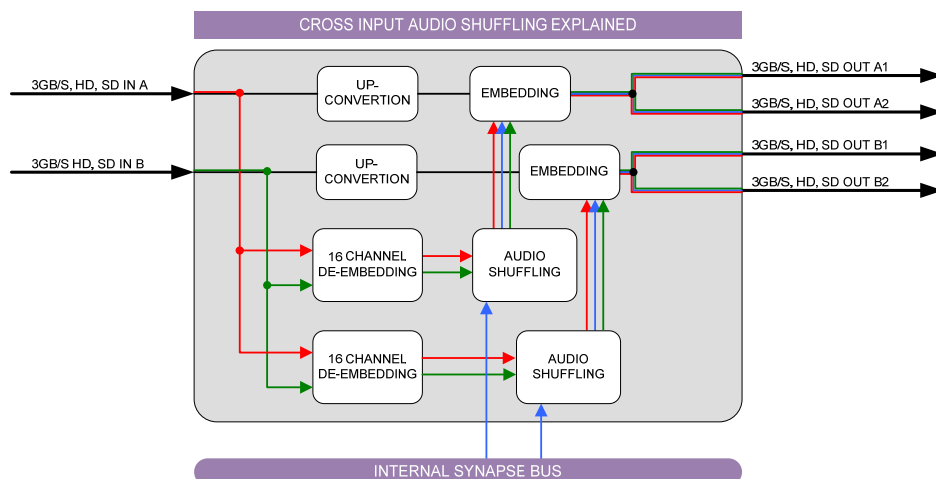 CROSS INPUT AUDIO SHUFFLING EXPLAINED
3GB/S, HD, SD IN A
3GB/S HD, SD IN B
UP-
CONVERTION
EMBEDDING
UP-
CONVERTION
EMBEDDING
3GB/S, HD, SD OUT A1
3GB/S, HD, SD OUT A2
3GB/S, HD, SD OUT B1
3GB/S, HD, SD OUT B2
16 CHANNEL
DE-EMBEDDING
AUDIO
SHUFFLING
16 CHANNEL
DE-EMBEDDING
AUDIO
SHUFFLING
INTERNAL SYNAPSE BUS